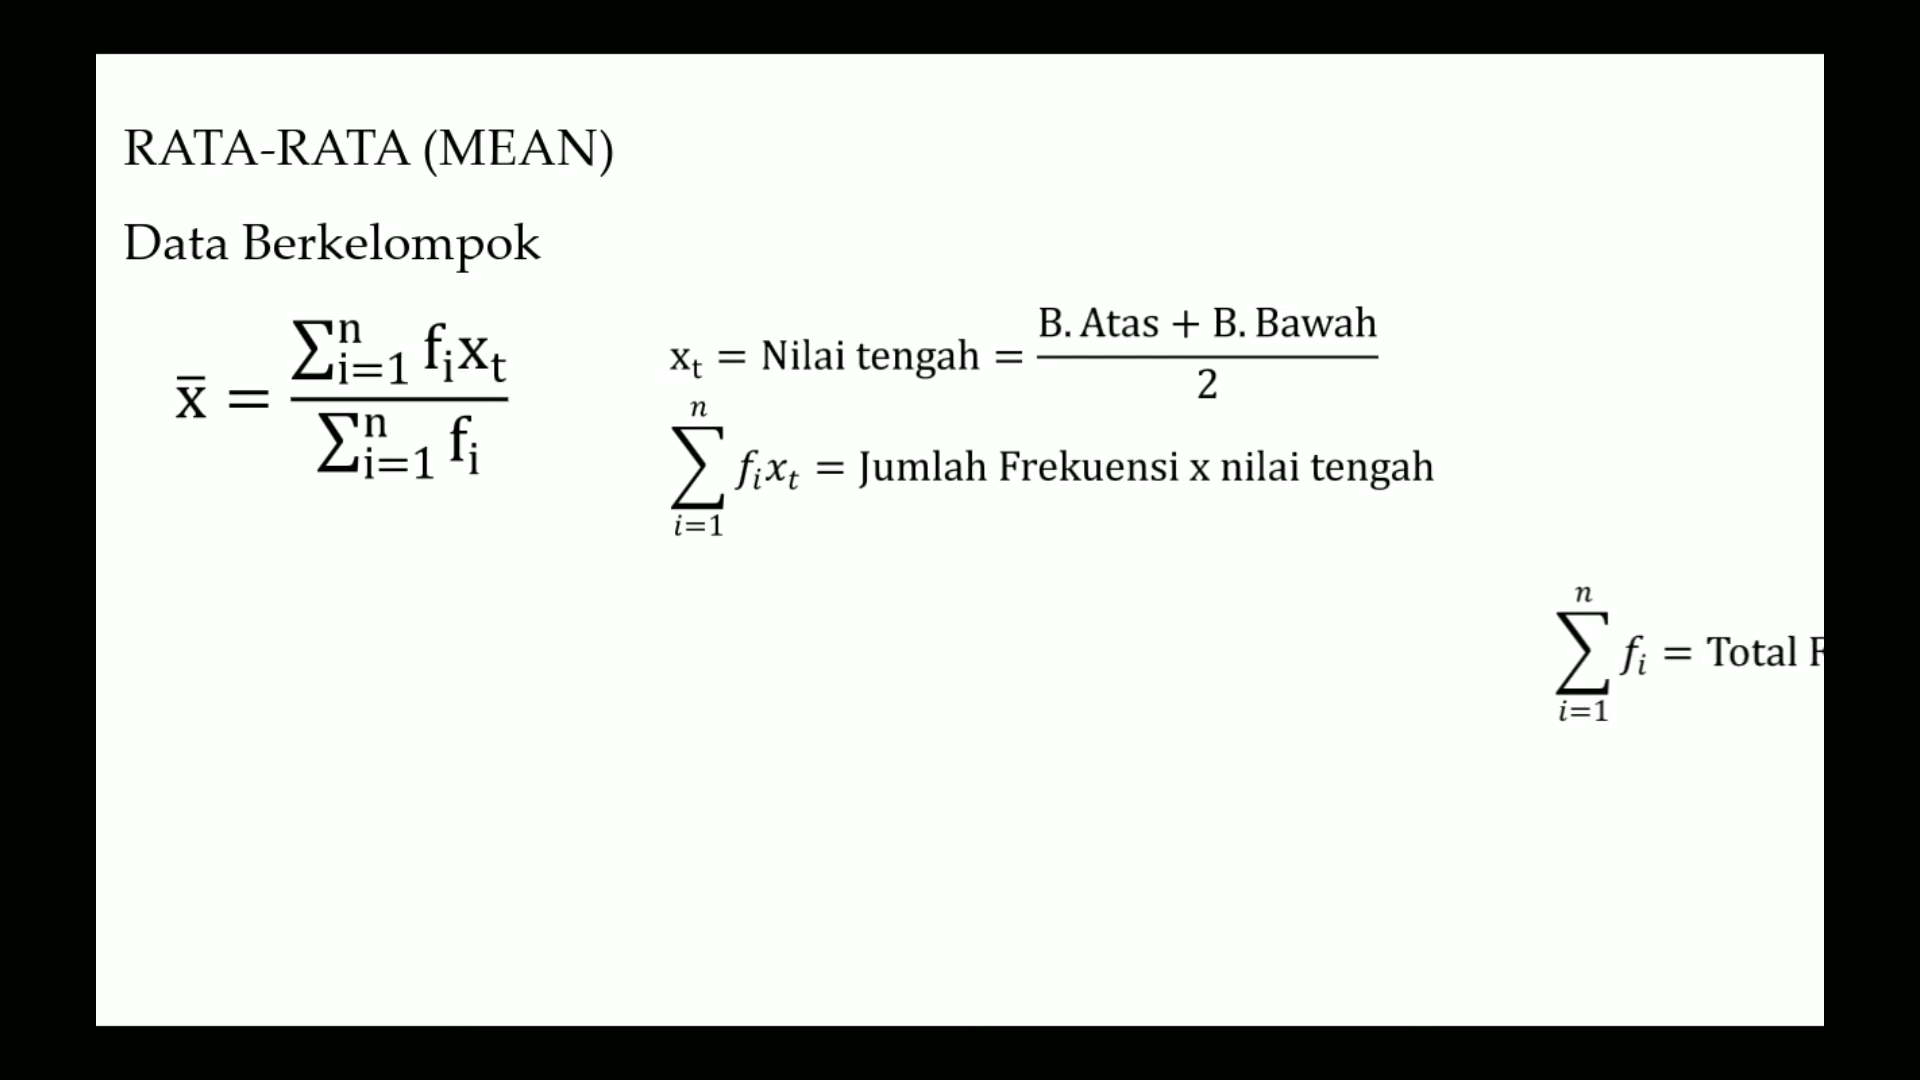 RATA-RATA (MEAN)
Data Berkelompok
x̄ = ∑ⁿᵢ₌₁ fᵢxₜ / ∑ⁿᵢ₌₁ fᵢ
xₜ = Nilai tengah = B. Atas + B. Bawah / 2
∑ⁿᵢ₌₁ fᵢxₜ = Jumlah Frekuensi x nilai tengah
∑ⁿᵢ₌₁ fᵢ = Total